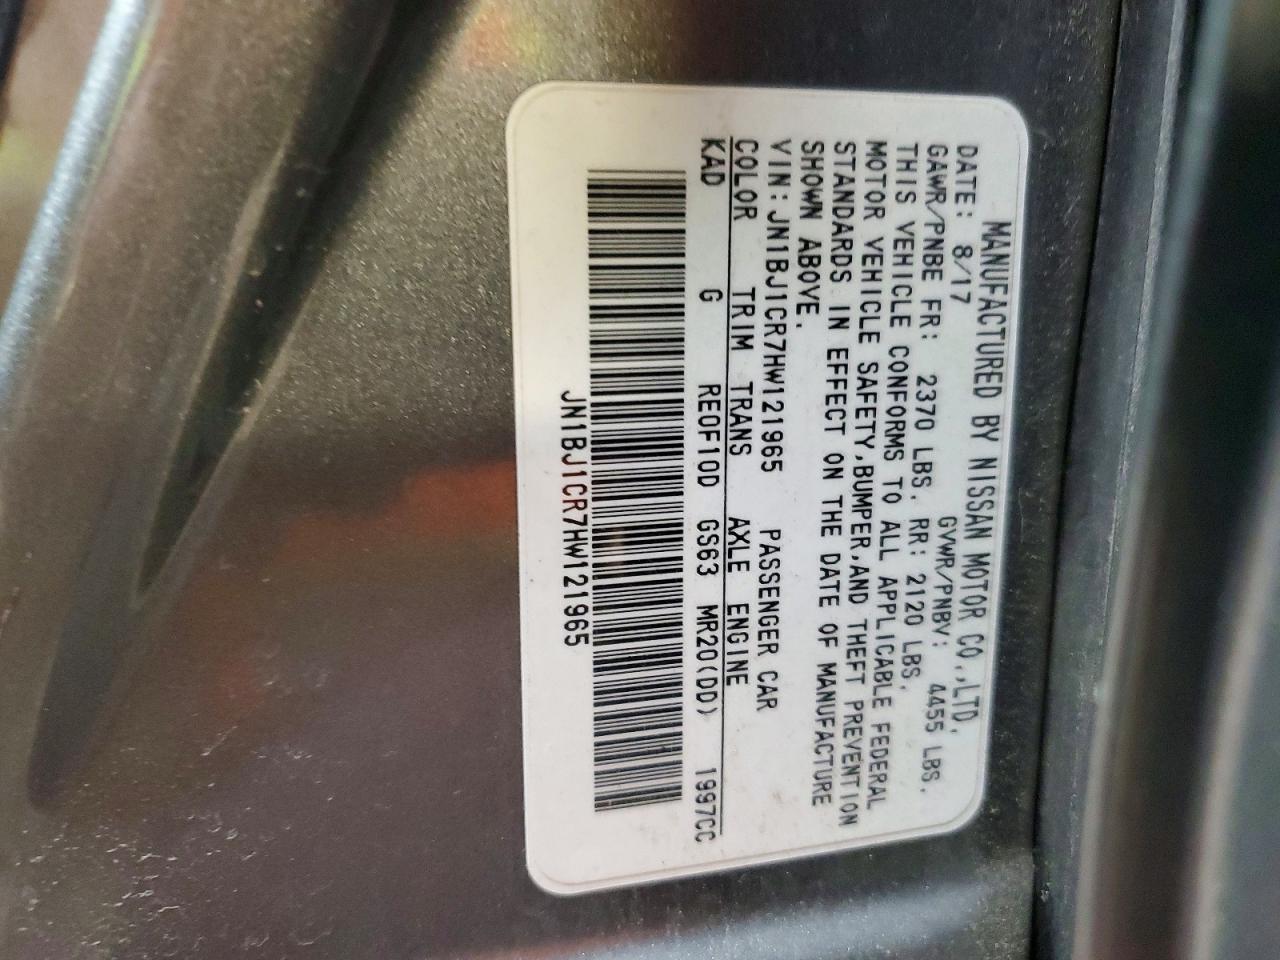 MANUFACTURED BY NISSAN MOTOR CO.,LTD.
DATE: 8/17 GVWR/PNBV: 4455 LBS.
GAWR/PNBE FR: 2370 LBS. RR: 2120 LBS.
THIS VEHICLE CONFORMS TO ALL APPLICABLE FEDERAL
MOTOR VEHICLE SAFETY,BUMPER,AND THEFT PREVENTION
STANDARDS IN EFFECT ON THE DATE OF MANUFACTURE
SHOWN ABOVE.
VIN:JN1BJ1CR7HW121965 PASSENGER CAR
COLOR TRIM TRANS AXLE ENGINE
KAD G RE0F10D GS63 MR20(DD) 1997CC
JN1BJ1CR7HW121965